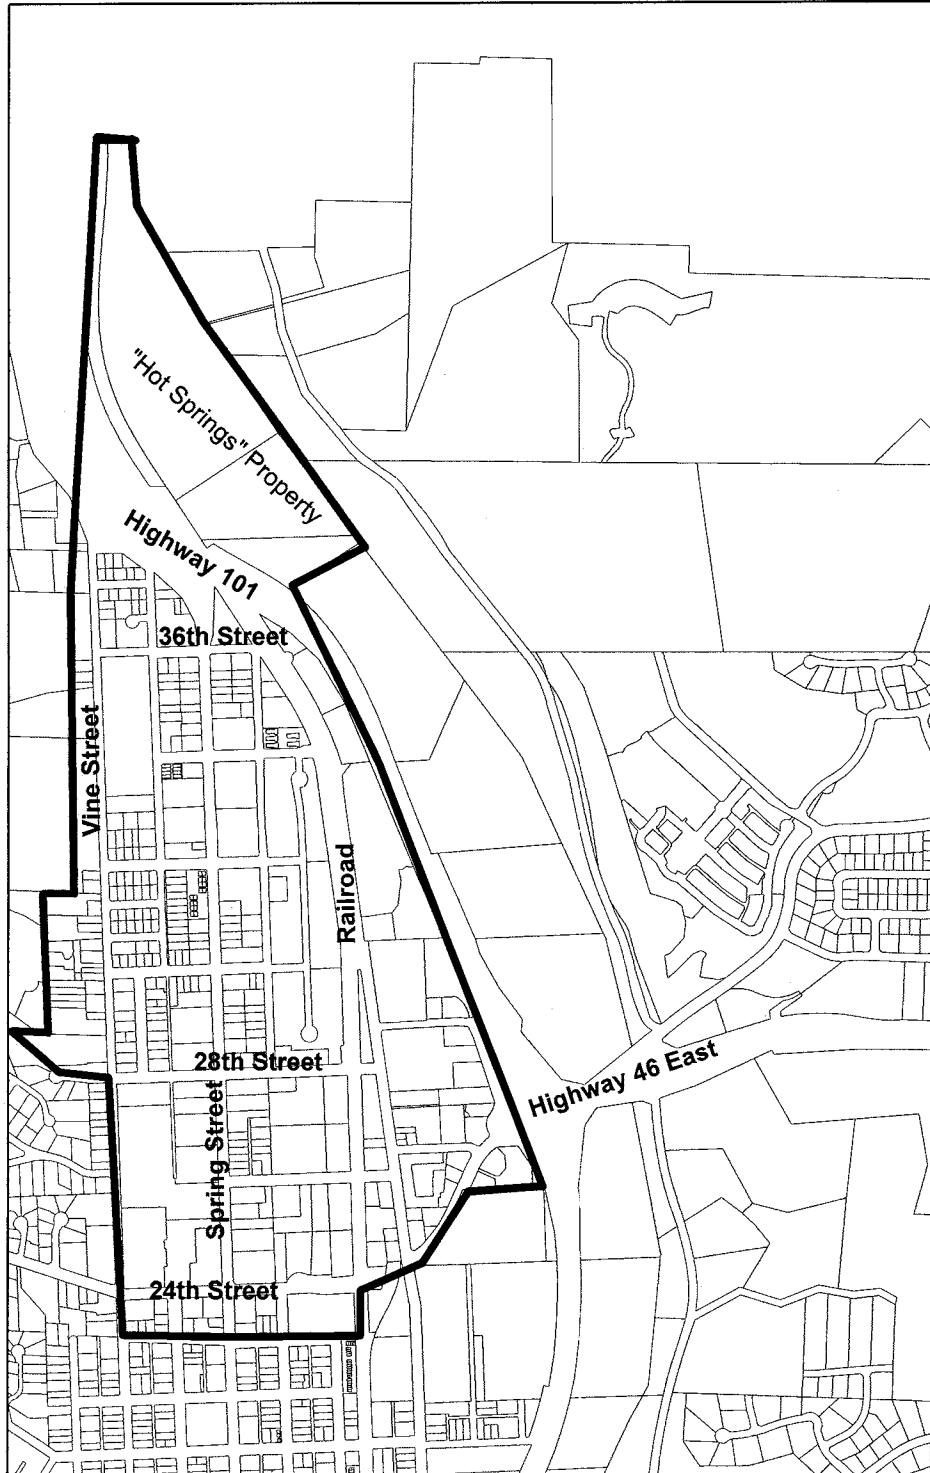 "Hot Springs" Property
Highway 101
36th Street
Vine Street
Railroad
28th Street
Highway 46 East
Spring Street
24th Street